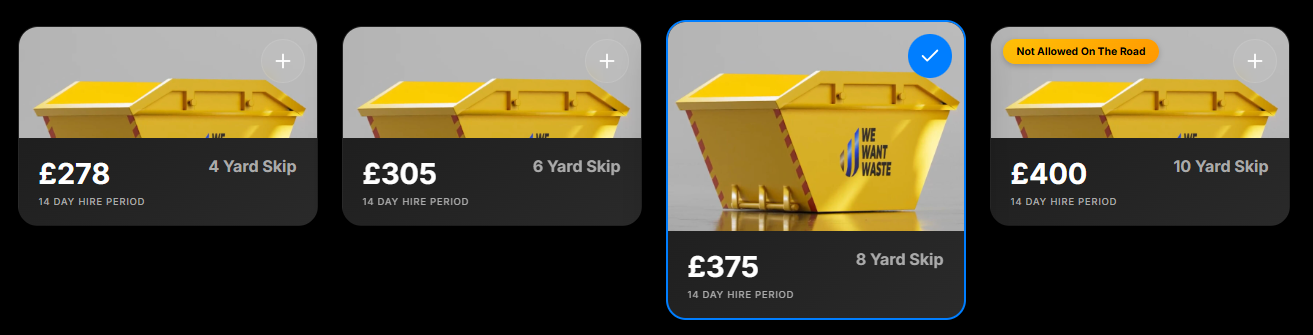 £278
4 Yard Skip
14 DAY HIRE PERIOD
£305
6 Yard Skip
14 DAY HIRE PERIOD
WE
WANT
WASTE
£375
8 Yard Skip
14 DAY HIRE PERIOD
Not Allowed On The Road
£400
10 Yard Skip
14 DAY HIRE PERIOD